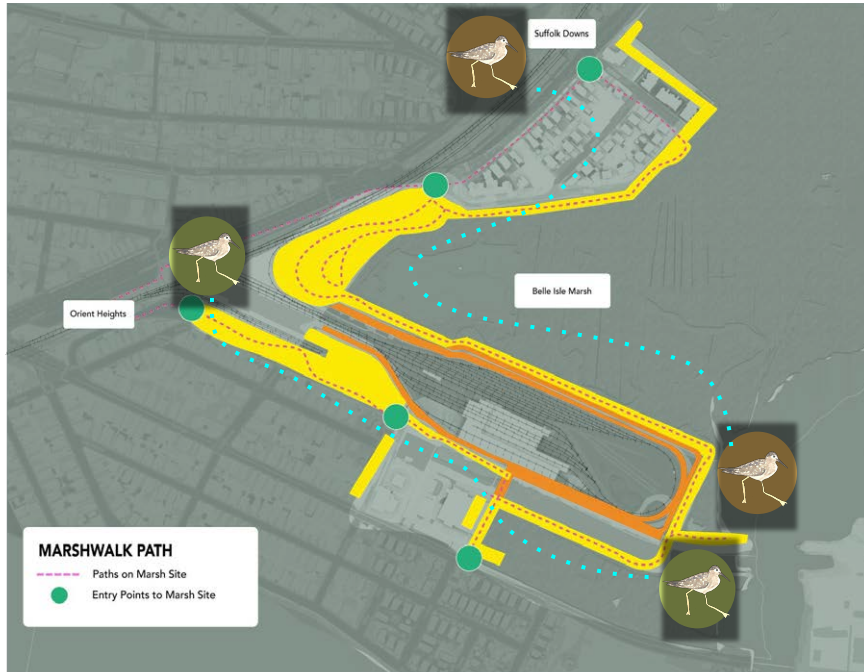 Suffolk Downs
Belle Isle Marsh
Orient Heights
MARSHWALK PATH
Paths on Marsh Site
Entry Points to Marsh Site